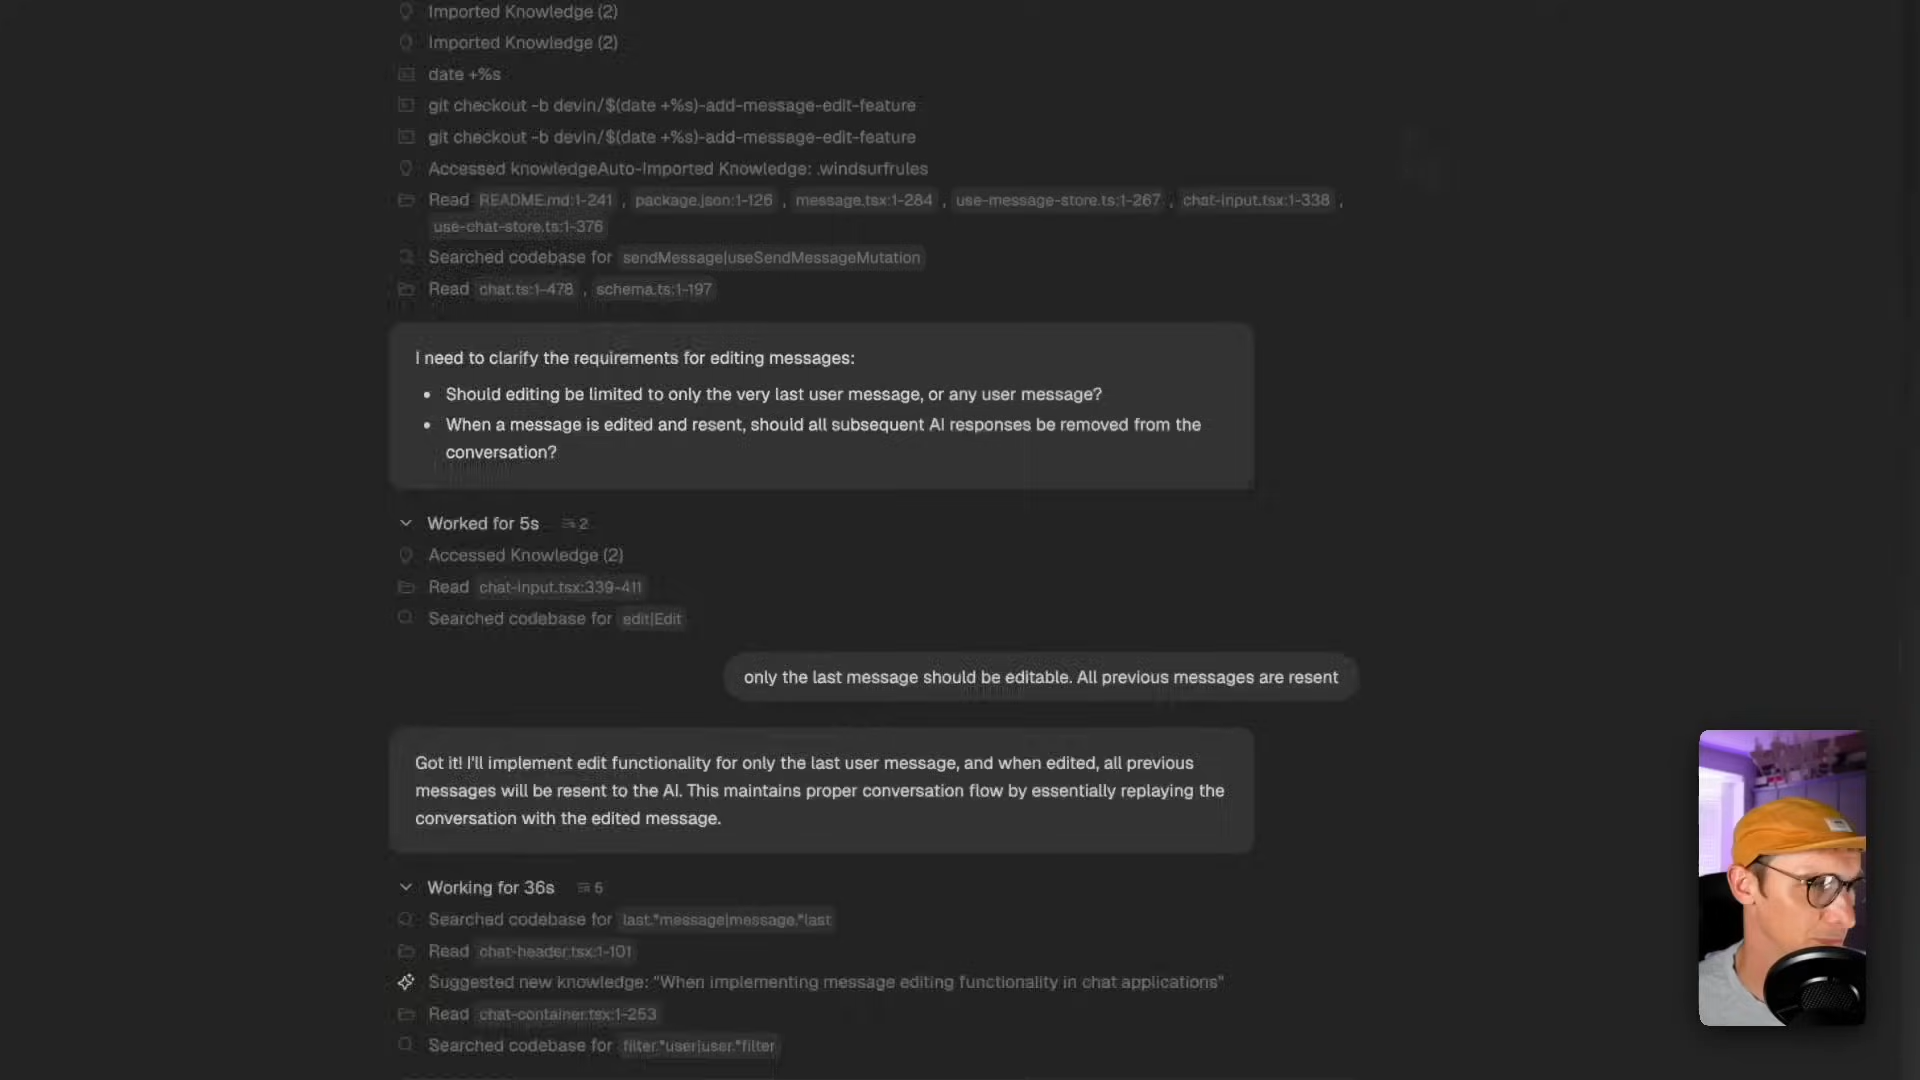 Imported Knowledge (2)
Imported Knowledge (2)
date +%s
git checkout -b devin/$(date +%s)-add-message-edit-feature
git checkout -b devin/$(date +%s)-add-message-edit-feature
Accessed knowledgeAuto-Imported Knowledge: .windsurfrules
Read README.md:1-241 , package.json:1-126 , message.tsx:1-284 , use-message-store.ts:1-267 , chat-input.tsx:1-338 ,
use-chat-store.ts:1-376
Searched codebase for sendMessage|useSendMessageMutation
Read chat.ts:1-478 , schema.ts:1-197
I need to clarify the requirements for editing messages:
• Should editing be limited to only the very last user message, or any user message?
• When a message is edited and resent, should all subsequent AI responses be removed from the
conversation?
Worked for 5s 2
Accessed Knowledge (2)
Read chat-input.tsx:339-411
Searched codebase for edit|Edit
only the last message should be editable. All previous messages are resent
Got it! I'll implement edit functionality for only the last user message, and when edited, all previous
messages will be resent to the AI. This maintains proper conversation flow by essentially replaying the
conversation with the edited message.
Working for 36s 5
Searched codebase for last.*message|message.*last
Read chat-header.tsx:1-101
Suggested new knowledge: "When implementing message editing functionality in chat applications"
Read chat-container.tsx:1-253
Searched codebase for filter.*user|user.*filter